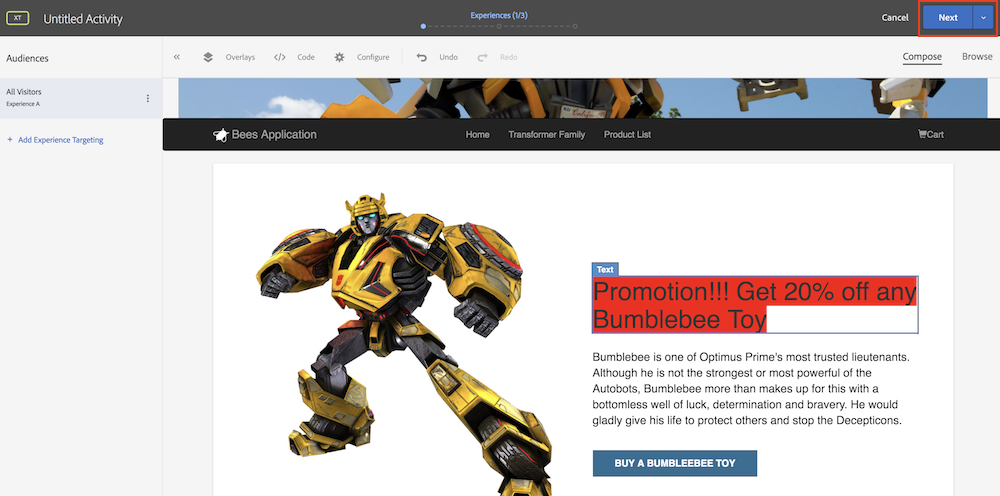 XT
Untitled Activity
Experiences (1/3)
Cancel
Next
Audiences
Overlays
Code
Configure
Undo
Redo
Compose
Browse
All Visitors
Experience A
+ Add Experience Targeting
Bees Application
Home
Transformer Family
Product List
Cart
Text
Promotion!!! Get 20% off any
Bumblebee Toy
Bumblebee is one of Optimus Prime's most trusted lieutenants.
Although he is not the strongest or most powerful of the
Autobots, Bumblebee more than makes up for this with a
bottomless well of luck, determination and bravery. He would
gladly give his life to protect others and stop the Decepticons.
BUY A BUMBLEEBEE TOY